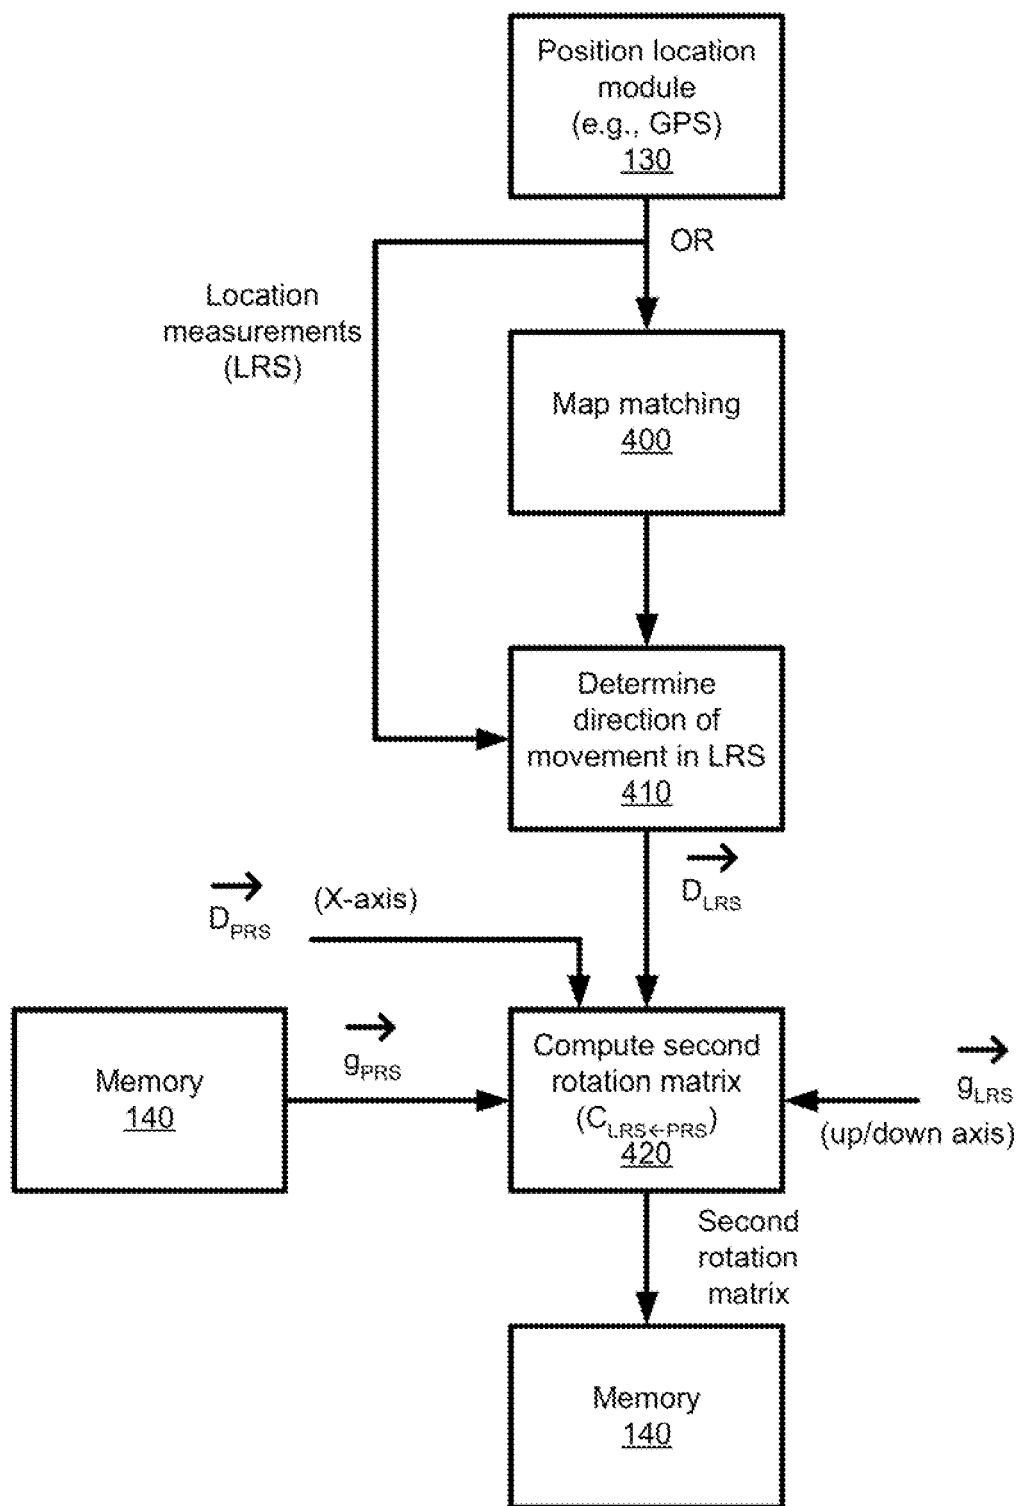 Position location
module
(e.g., GPS)
130
OR
Location
measurements
(LRS)
Map matching
400
Determine
direction of
movement in LRS
410
D_LRS
D_PRS
(X-axis)
Memory
140
g_PRS
Compute second
rotation matrix
(C_LRS←PRS)
420
g_LRS
(up/down axis)
Second
rotation
matrix
Memory
140